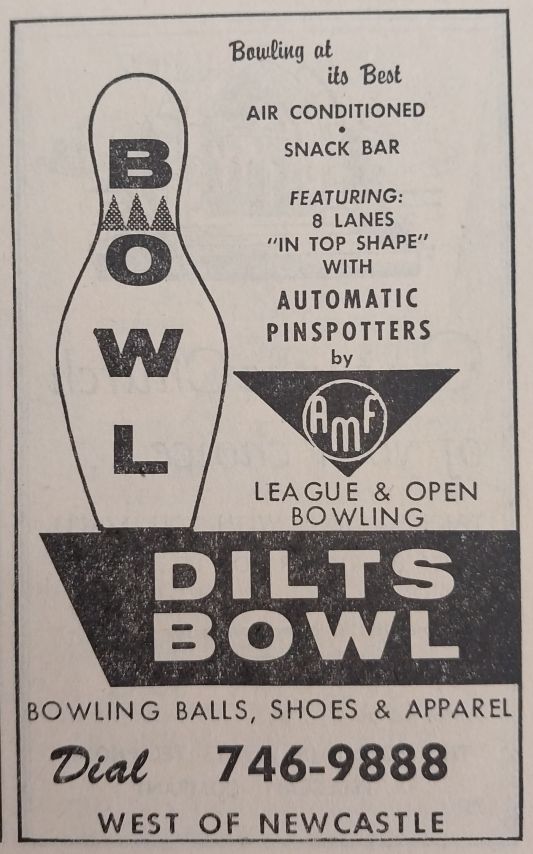 Bowling at
its Best
AIR CONDITIONED
•
SNACK BAR
FEATURING:
8 LANES
"IN TOP SHAPE"
WITH
AUTOMATIC
PINSPOTTERS
by
AMF
LEAGUE & OPEN
BOWLING
B
O
W
L
DILTS
BOWL
BOWLING BALLS, SHOES & APPAREL
Dial 746-9888
WEST OF NEWCASTLE